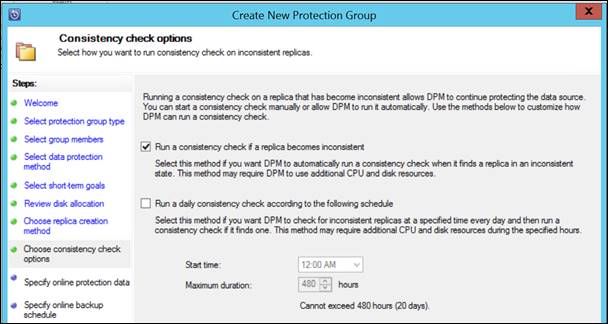 Create New Protection Group
X
Consistency check options
Select how you want to run consistency check on inconsistent replicas.
Steps:
Welcome
Select protection group type
Select group members
Select data protection
method
Select short-term goals
Review disk allocation
Choose replica creation
method
Choose consistency check
options
Specify online protection data
Specify online backup
schedule
Running a consistency check on a replica that has become inconsistent allows DPM to continue protecting the data source.
You can start a consistency check manually or allow DPM to run it automatically. Use the methods below to customize how
DPM can run a consistency check.
Run a consistency check if a replica becomes inconsistent
Select this method if you want DPM to automatically run a consistency check when it finds a replica in an inconsistent
state. This method may require DPM to use additional CPU and disk resources.
Run a daily consistency check according to the following schedule
Select this method if you want DPM to check for inconsistent replicas at a specified time every day and then run a
consistency check if it finds one. This method may require additional CPU and disk resources during the specified hours.
Start time: 12:00 AM
Maximum duration: 480 hours
Cannot exceed 480 hours (20 days).